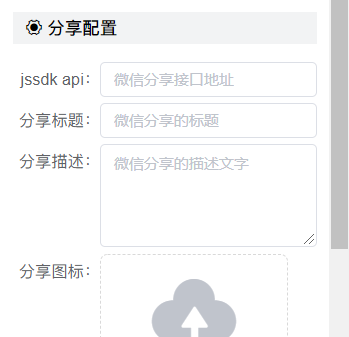 分享配置
jssdk api： 微信分享接口地址
分享标题： 微信分享的标题
分享描述： 微信分享的描述文字
分享图标：